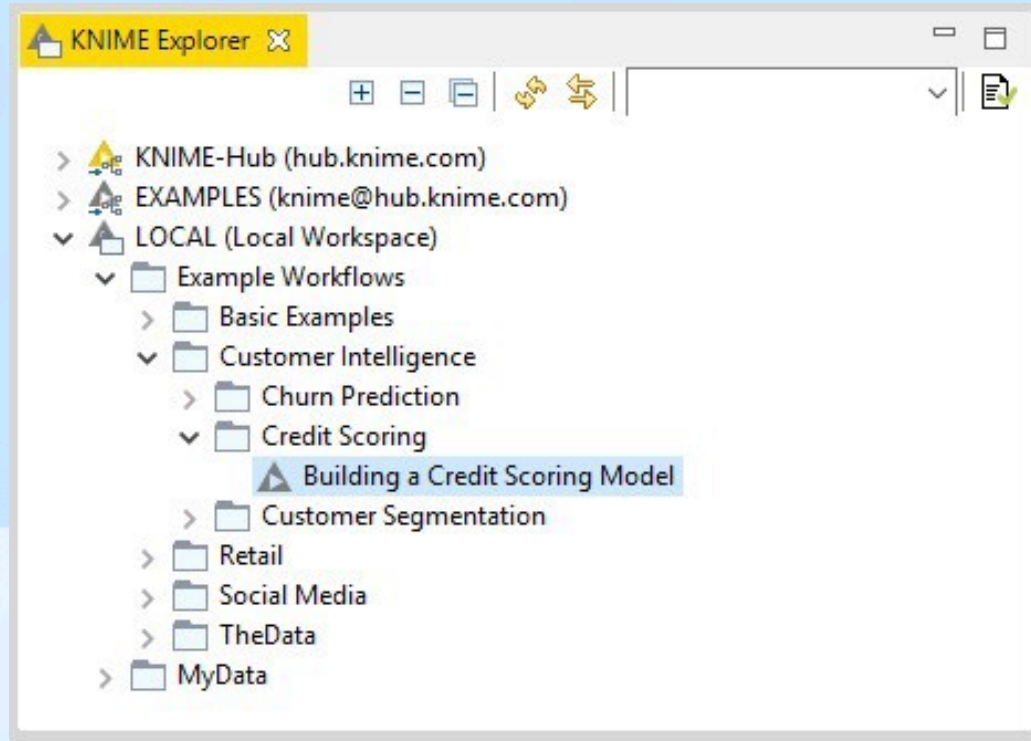 KNIME Explorer
KNIME-Hub (hub.knime.com)
EXAMPLES (knime@hub.knime.com)
LOCAL (Local Workspace)
Example Workflows
Basic Examples
Customer Intelligence
Churn Prediction
Credit Scoring
Building a Credit Scoring Model
Customer Segmentation
Retail
Social Media
TheData
MyData